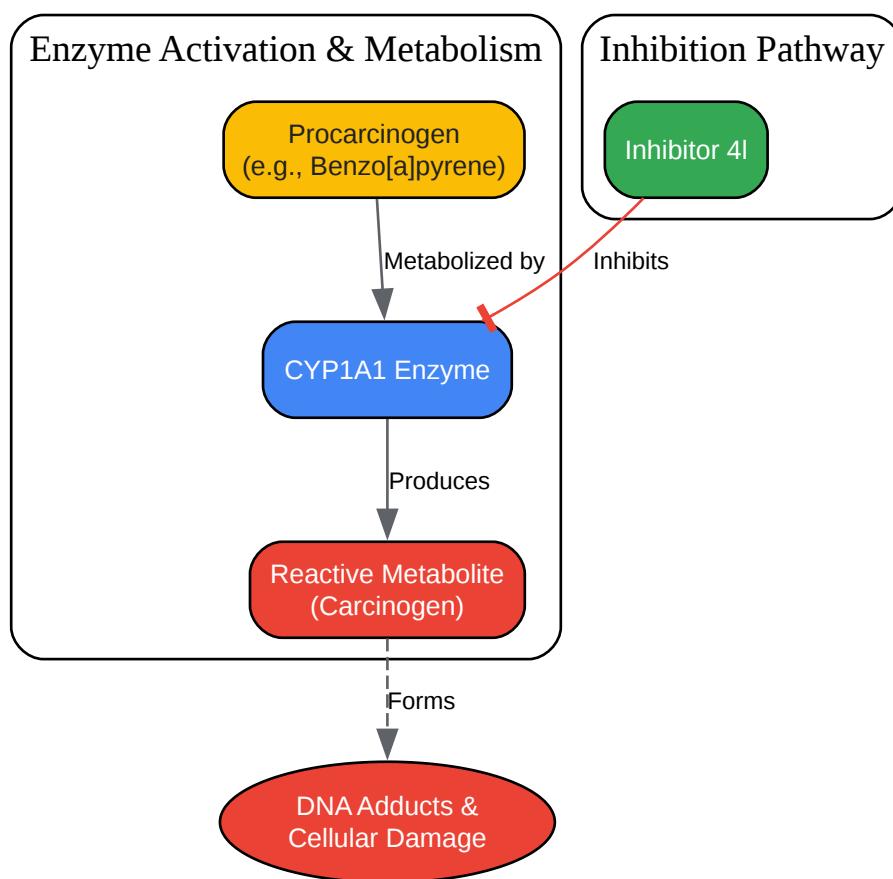 Enzyme Activation & Metabolism
Inhibition Pathway
Procarcinogen
(e.g., Benzo[a]pyrene)
Inhibitor 4l
Metabolized by
Inhibits
CYP1A1 Enzyme
Produces
Reactive Metabolite
(Carcinogen)
Forms
DNA Adducts &
Cellular Damage